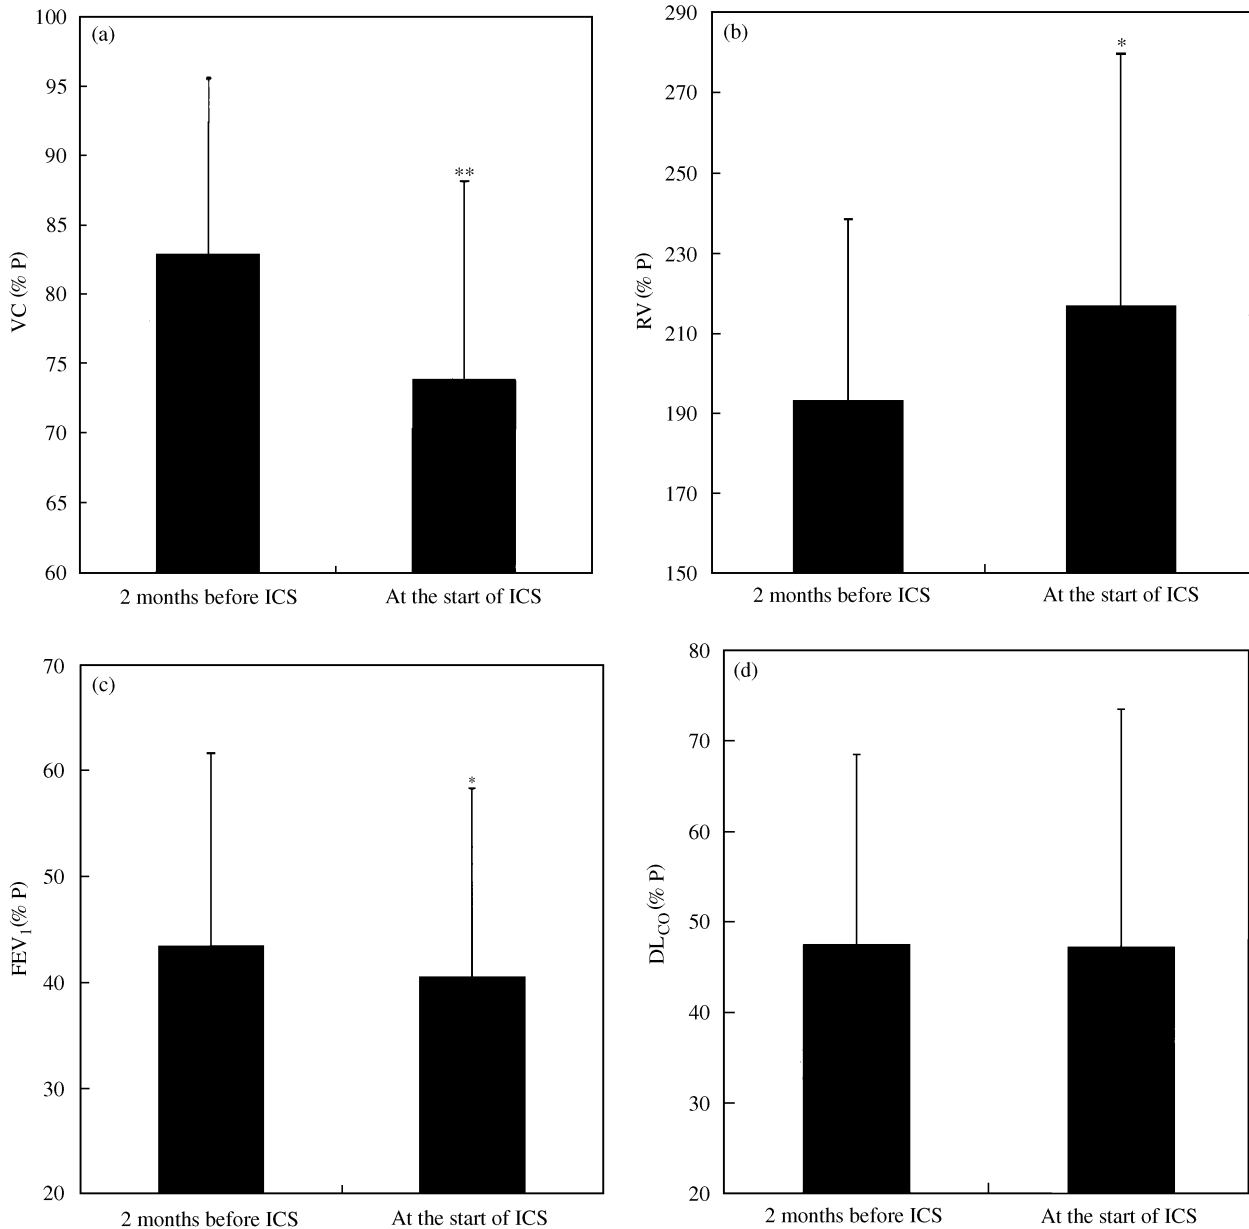 (a)
VC (% P)
100
95
90
85
80
75
70
65
60
**
2 months before ICS
At the start of ICS
(b)
RV (% P)
290
270
250
230
210
190
170
150
*
2 months before ICS
At the start of ICS
(c)
FEV1 (% P)
70
60
50
40
30
20
*
2 months before ICS
At the start of ICS
(d)
DLCO (% P)
80
70
60
50
40
30
20
2 months before ICS
At the start of ICS